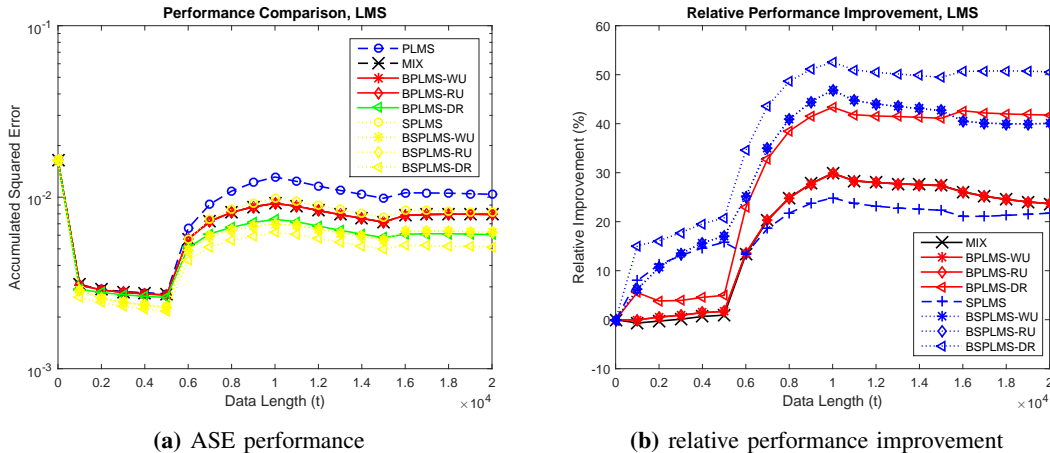 Performance Comparison, LMS
10^-1
10^-2
10^-3
Accumulated Squared Error
PLMS
MIX
BPLMS-WU
BPLMS-RU
BPLMS-DR
SPLMS
BSPLMS-WU
BSPLMS-RU
BSPLMS-DR
0 0.2 0.4 0.6 0.8 1 1.2 1.4 1.6 1.8 2
Data Length (t)
× 10^4
(a) ASE performance
Relative Performance Improvement, LMS
60
50
40
30
20
10
0
-10
Relative Improvement (%)
MIX
BPLMS-WU
BPLMS-RU
BPLMS-DR
SPLMS
BSPLMS-WU
BSPLMS-RU
BSPLMS-DR
0 0.2 0.4 0.6 0.8 1 1.2 1.4 1.6 1.8 2
Data Length (t)
× 10^4
(b) relative performance improvement